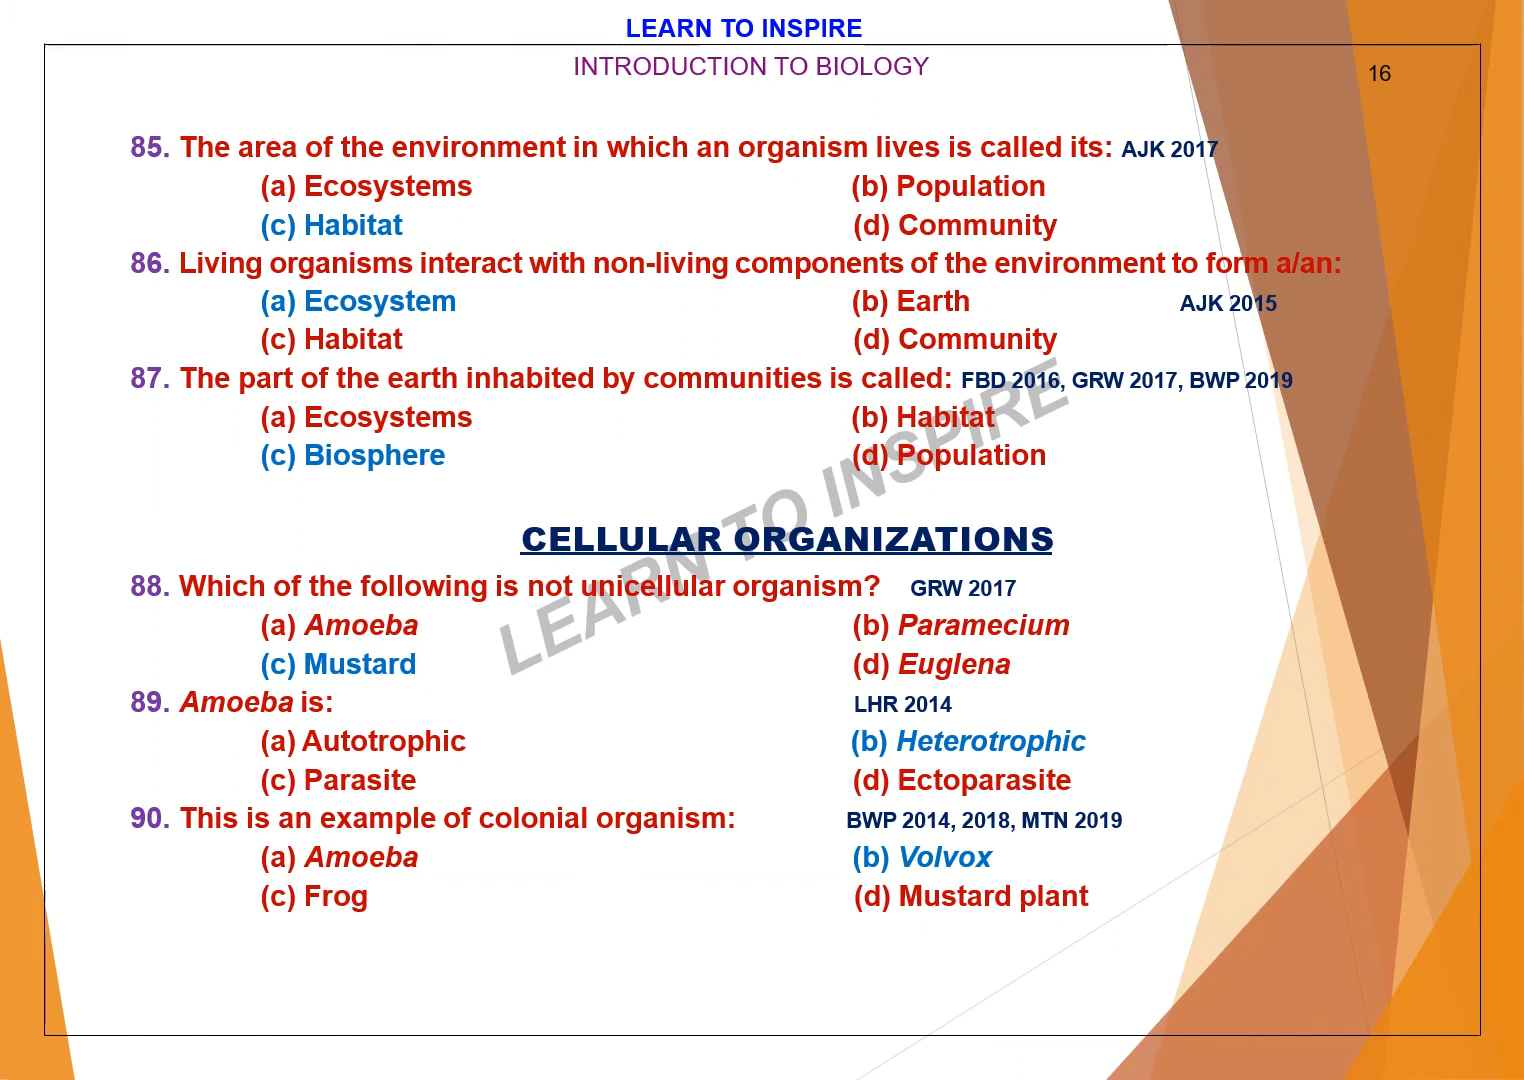 LEARN TO INSPIRE
INTRODUCTION TO BIOLOGY
16
85. The area of the environment in which an organism lives is called its: AJK 2017
(a) Ecosystems (b) Population
(c) Habitat (d) Community
86. Living organisms interact with non-living components of the environment to form a/an:
(a) Ecosystem (b) Earth AJK 2015
(c) Habitat (d) Community
87. The part of the earth inhabited by communities is called: FBD 2016, GRW 2017, BWP 2019
(a) Ecosystems (b) Habitat
(c) Biosphere (d) Population
LEARN TO INSPIRE
CELLULAR ORGANIZATIONS
88. Which of the following is not unicellular organism? GRW 2017
(a) Amoeba (b) Paramecium
(c) Mustard (d) Euglena
89. Amoeba is: LHR 2014
(a) Autotrophic (b) Heterotrophic
(c) Parasite (d) Ectoparasite
90. This is an example of colonial organism: BWP 2014, 2018, MTN 2019
(a) Amoeba (b) Volvox
(c) Frog (d) Mustard plant